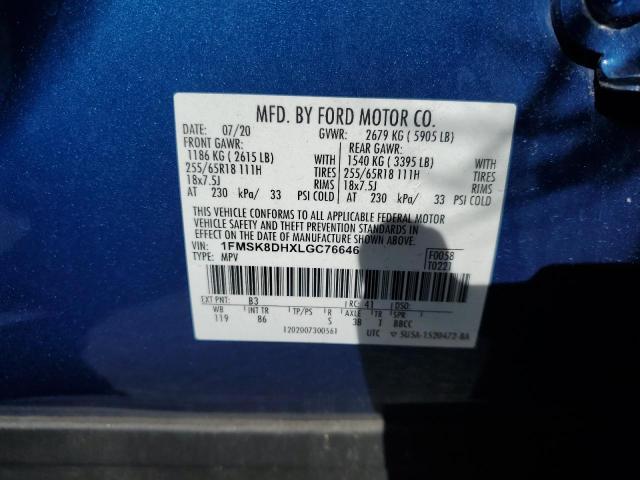 MFD. BY FORD MOTOR CO.
DATE: 07/20 GVWR: 2679 KG ( 5905 LB)
FRONT GAWR: REAR GAWR:
1186 KG ( 2615 LB) WITH 1540 KG ( 3395 LB) WITH
255/65R18 111H TIRES 255/65R18 111H TIRES
18x7.5J RIMS 18x7.5J RIMS
AT 230 kPa/ 33 PSI COLD AT 230 kPa/ 33 PSI COLD
THIS VEHICLE CONFORMS TO ALL APPLICABLE FEDERAL MOTOR
VEHICLE SAFETY AND THEFT PREVENTION STANDARDS IN EFFECT
ON THE DATE OF MANUFACTURE SHOWN ABOVE.
VIN: 1FMSK8DHXLGC76646 F0058
TYPE: MPV T0221
EXT PNT: B3 RC: 41 DSO:
WB INT TR TP/PS R AXLE TR SPR
119 86 S 3B I BBCC
1202007300561 UTC 5U5A-1520472-BA